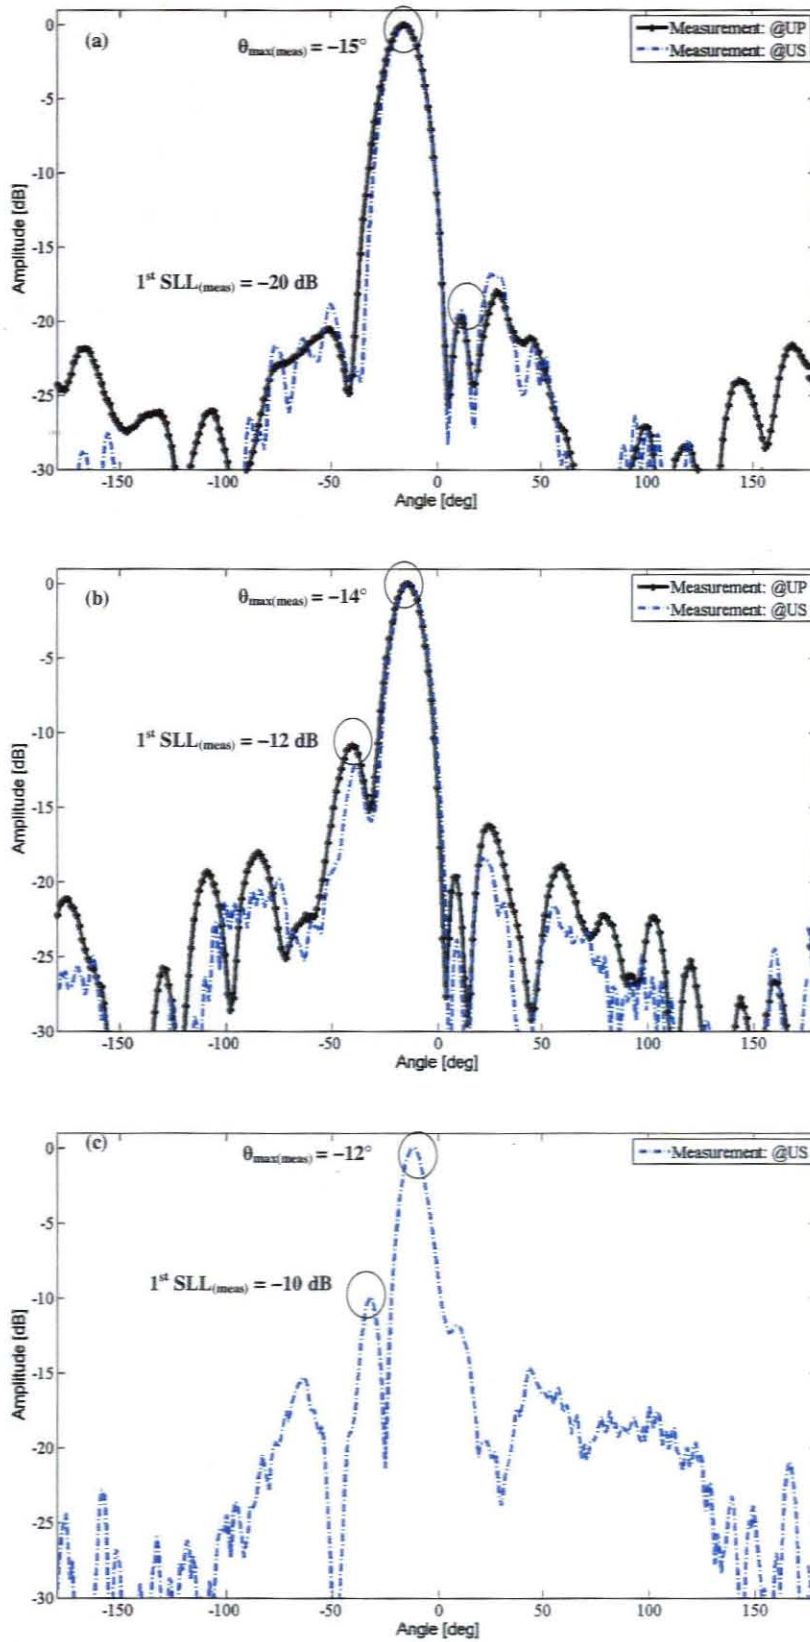 (a)
θmax(meas) = −15°
Measurement: @UP
Measurement: @US
1st SLL(meas) = −20 dB
Amplitude [dB]
0
-5
-10
-15
-20
-25
-30
-150
-100
-50
0
50
100
150
Angle [deg]
(b)
θmax(meas) = −14°
Measurement: @UP
Measurement: @US
1st SLL(meas) = −12 dB
Amplitude [dB]
0
-5
-10
-15
-20
-25
-30
-150
-100
-50
0
50
100
150
Angle [deg]
(c)
θmax(meas) = −12°
Measurement: @US
1st SLL(meas) = −10 dB
Amplitude [dB]
0
-5
-10
-15
-20
-25
-30
-150
-100
-50
0
50
100
150
Angle [deg]